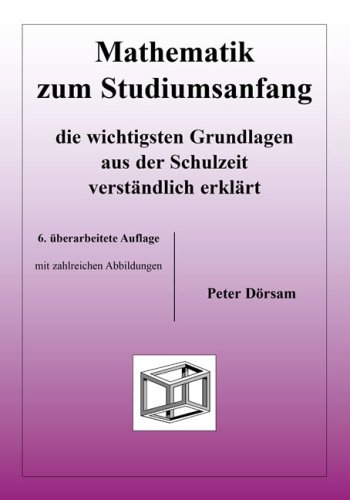 Mathematik
zum Studiumsanfang
die wichtigsten Grundlagen
aus der Schulzeit
verständlich erklärt
6. überarbeitete Auflage
mit zahlreichen Abbildungen
Peter Dörsam